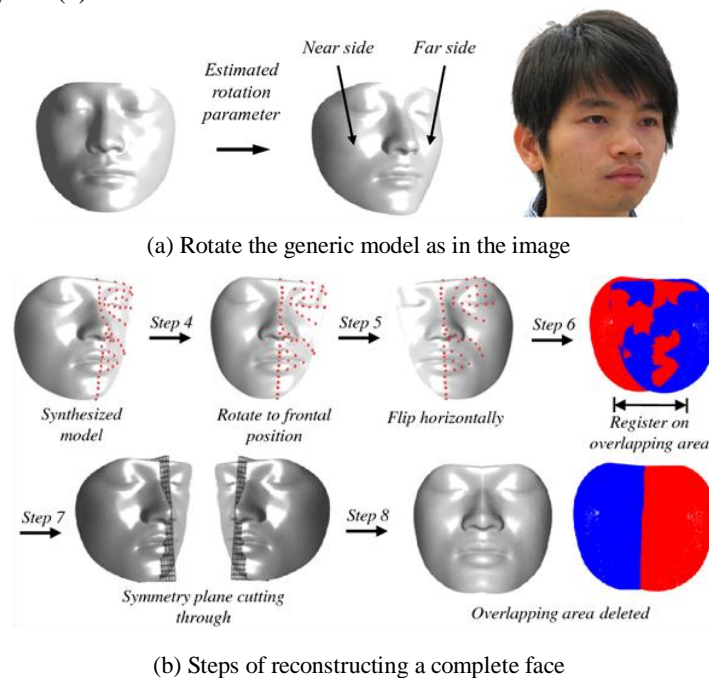 Near side
Far side
Estimated
rotation
parameter
(a) Rotate the generic model as in the image
Step 4
Step 5
Step 6
Synthesized
model
Rotate to frontal
position
Flip horizontally
Register on
overlapping area
Step 7
Step 8
Symmetry plane cutting
through
Overlapping area deleted
(b) Steps of reconstructing a complete face